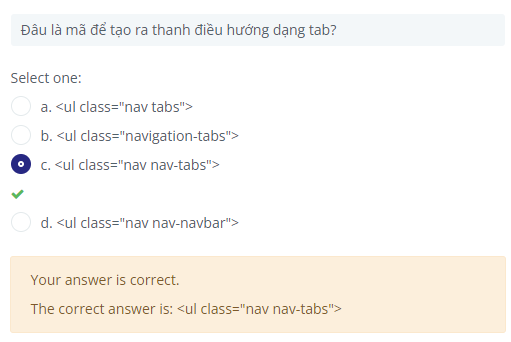 Đâu là mã để tạo ra thanh điều hướng dạng tab?
Select one:
a. <ul class="nav tabs">
b. <ul class="navigation-tabs">
c. <ul class="nav nav-tabs">
d. <ul class="nav nav-navbar">
Your answer is correct.
The correct answer is: <ul class="nav nav-tabs">